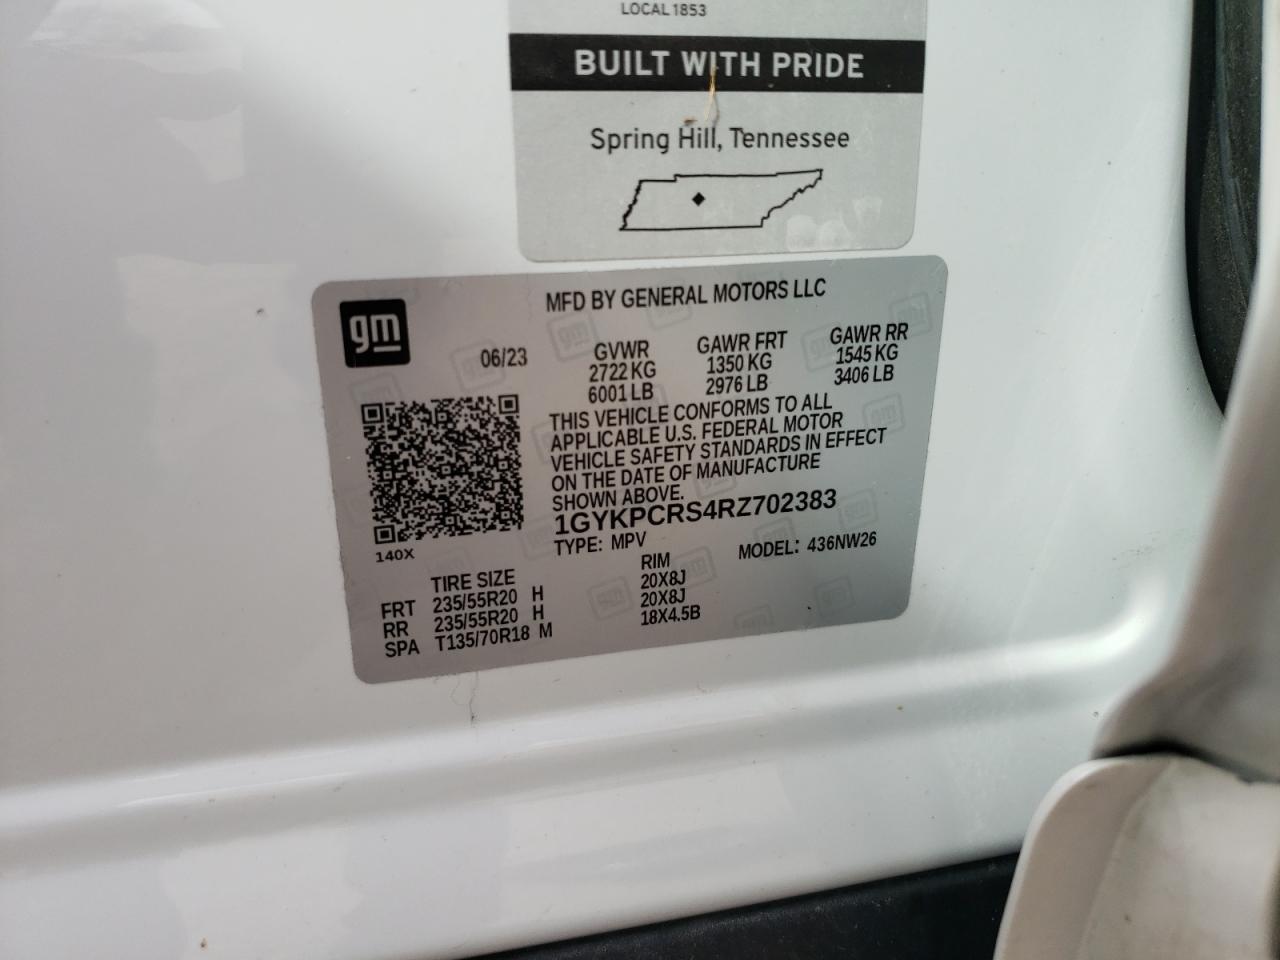 LOCAL 1853
BUILT WITH PRIDE
Spring Hill, Tennessee
gm
MFD BY GENERAL MOTORS LLC
06/23
GVWR
2722 KG
6001 LB
GAWR FRT
1350 KG
2976 LB
GAWR RR
1545 KG
3406 LB
THIS VEHICLE CONFORMS TO ALL
APPLICABLE U.S. FEDERAL MOTOR
VEHICLE SAFETY STANDARDS IN EFFECT
ON THE DATE OF MANUFACTURE
SHOWN ABOVE.
1GYKPCRS4RZ702383
TYPE: MPV
MODEL: 436NW26
140X
TIRE SIZE RIM
FRT 235/55R20 H 20X8J
RR 235/55R20 H 20X8J
SPA T135/70R18 M 18X4.5B